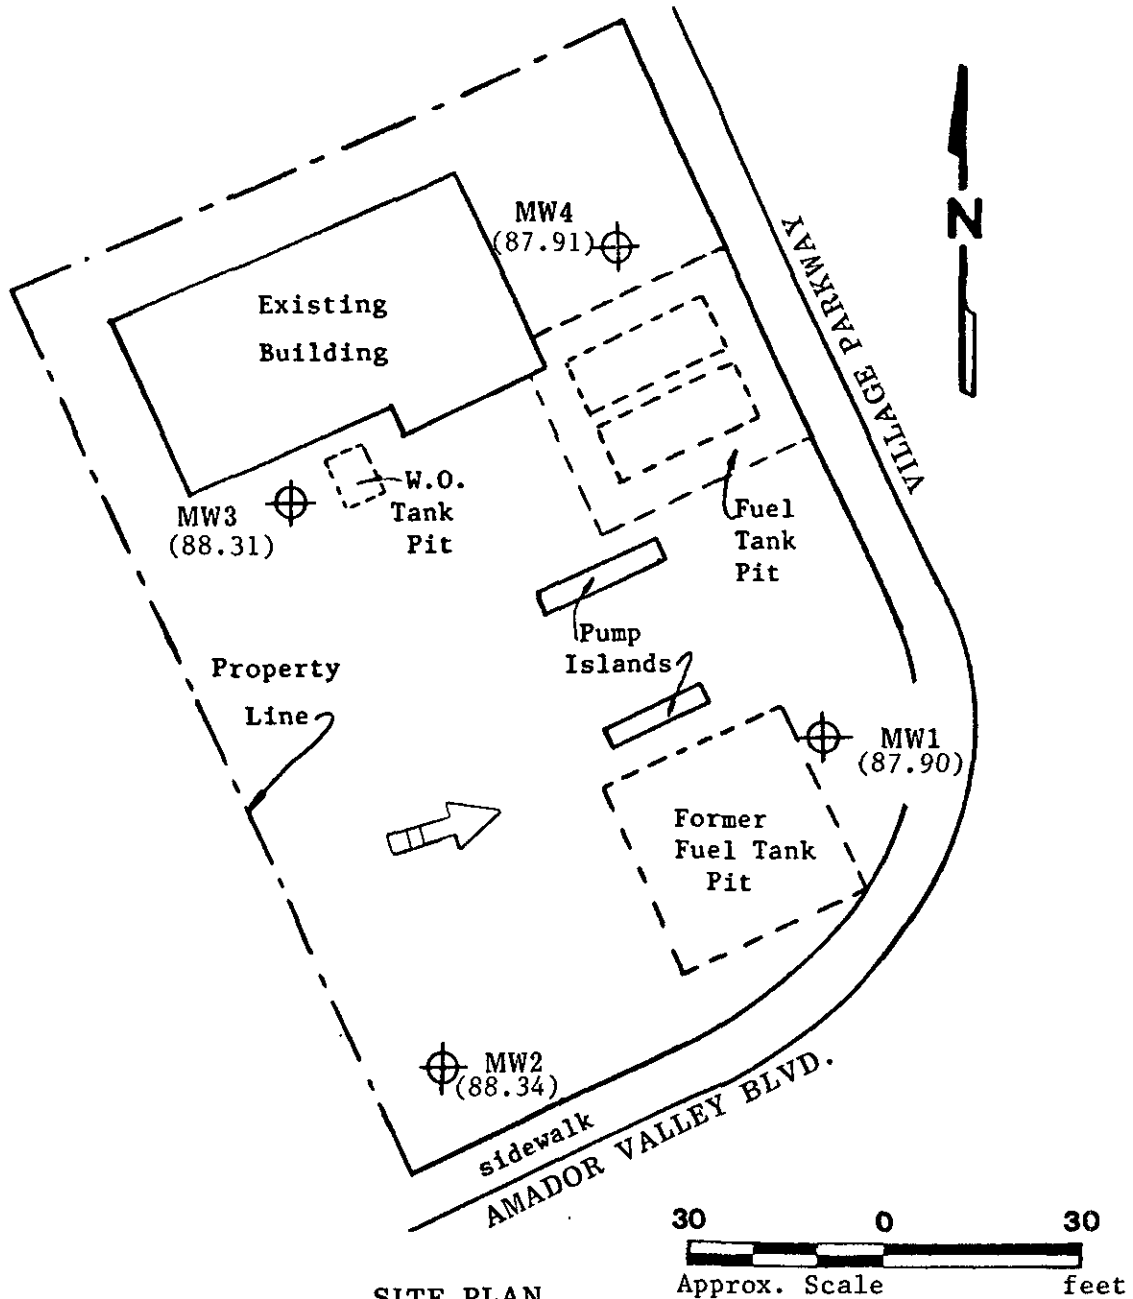 MW4
(87.91)
N
Existing
Building
VILLAGE PARKWAY
W.O.
Tank
Pit
MW3
(88.31)
Fuel
Tank
Pit
Pump
Islands
Property
Line
MW1
(87.90)
Former
Fuel Tank
Pit
MW2
(88.34)
sidewalk
AMADOR VALLEY BLVD.
30 0 30
Approx. Scale feet
SITE PLAN